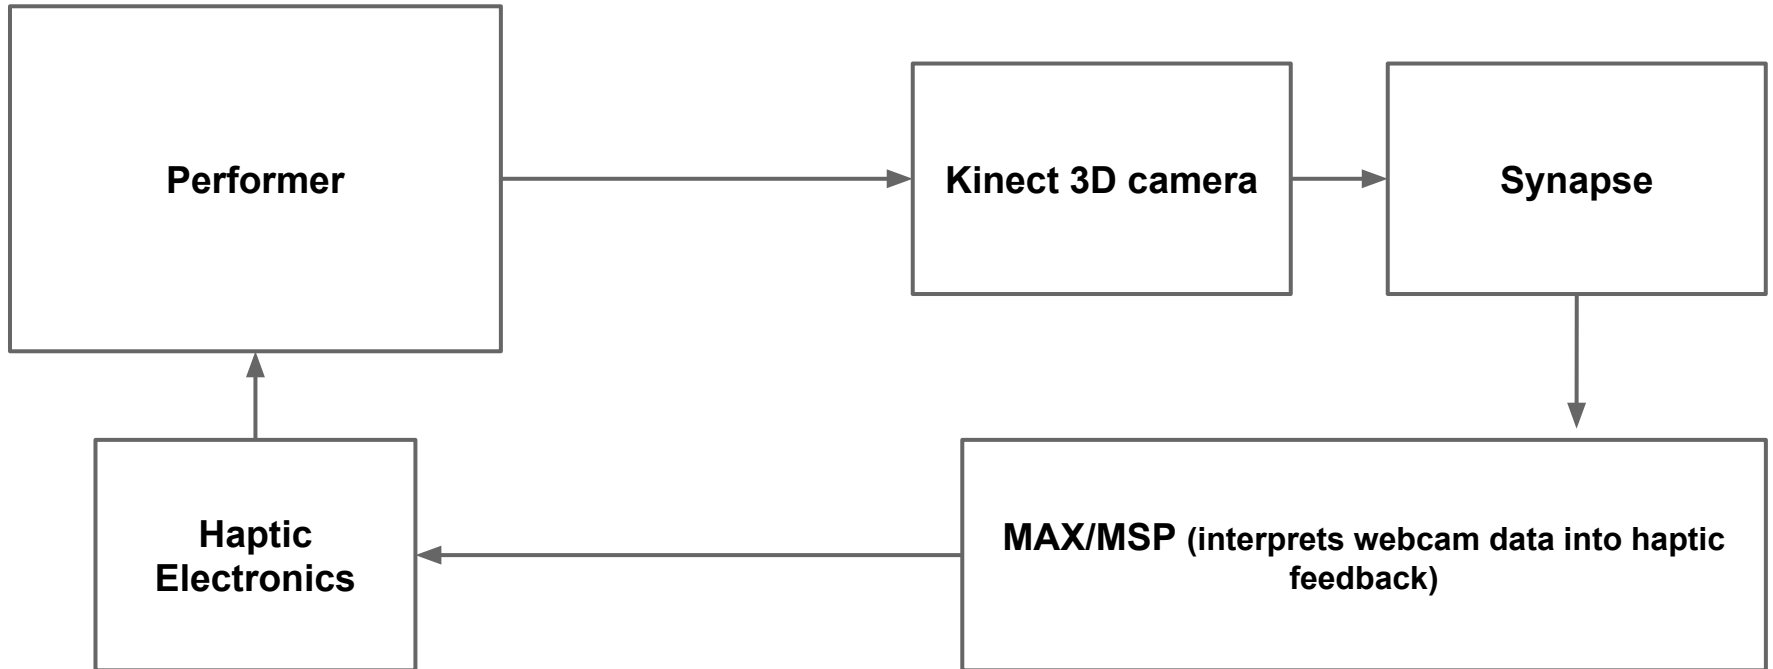 Performer
Kinect 3D camera
Synapse
Haptic
Electronics
MAX/MSP (interprets webcam data into haptic
feedback)